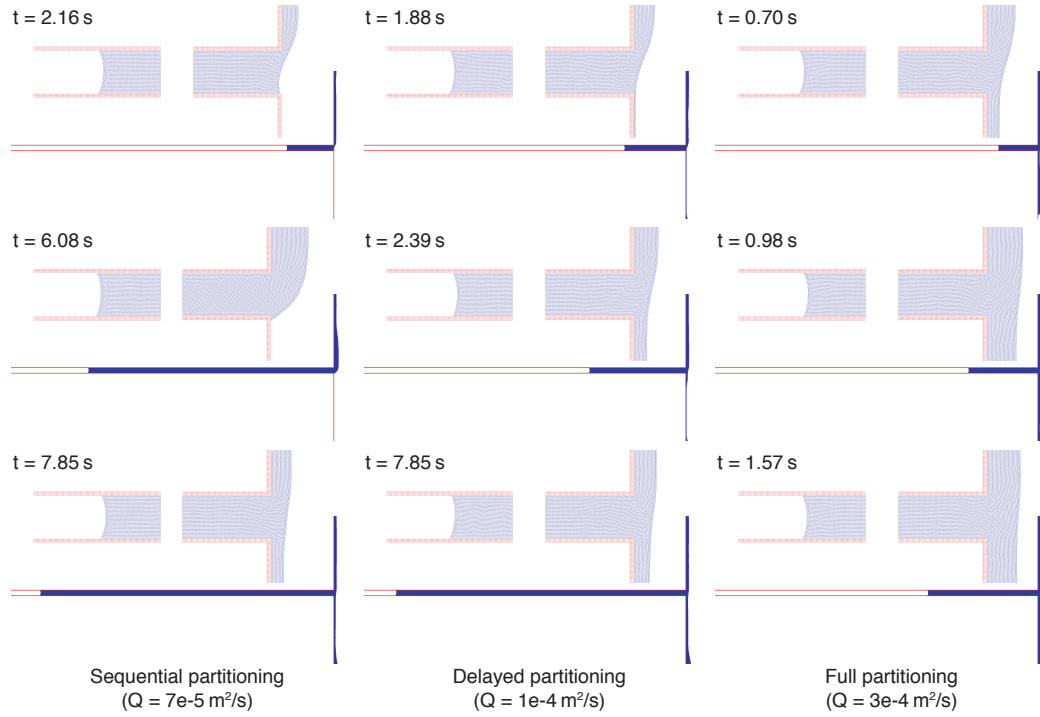 t = 2.16 s
t = 1.88 s
t = 0.70 s
t = 6.08 s
t = 2.39 s
t = 0.98 s
t = 7.85 s
t = 7.85 s
t = 1.57 s
Sequential partitioning
(Q = 7e-5 m²/s)
Delayed partitioning
(Q = 1e-4 m²/s)
Full partitioning
(Q = 3e-4 m²/s)